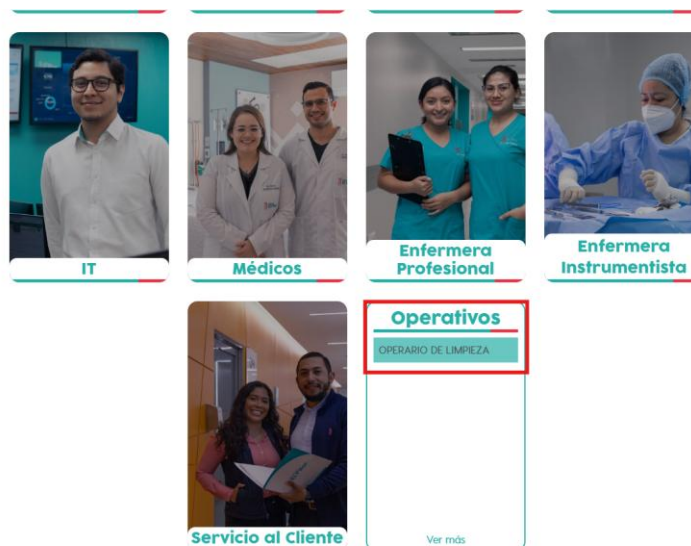 IT
Médicos
Enfermera
Profesional
Enfermera
Instrumentista
Servicio al Cliente
Operativos
OPERARIO DE LIMPIEZA
Ver más